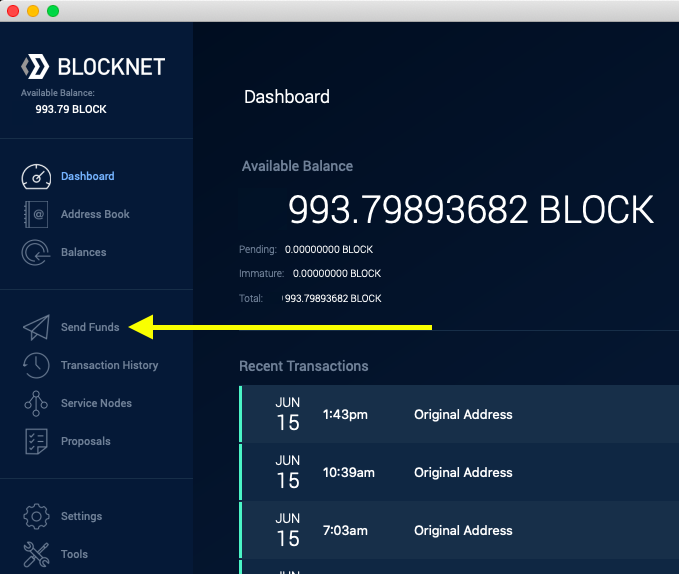 BLOCKNET
Available Balance:
993.79 BLOCK
Dashboard
Address Book
Balances
Send Funds
Transaction History
Service Nodes
Proposals
Settings
Tools
Dashboard
Available Balance
993.79893682 BLOCK
Pending: 0.00000000 BLOCK
Immature: 0.00000000 BLOCK
Total: 993.79893682 BLOCK
Recent Transactions
JUN
15 1:43pm Original Address
JUN
15 10:39am Original Address
JUN
15 7:03am Original Address